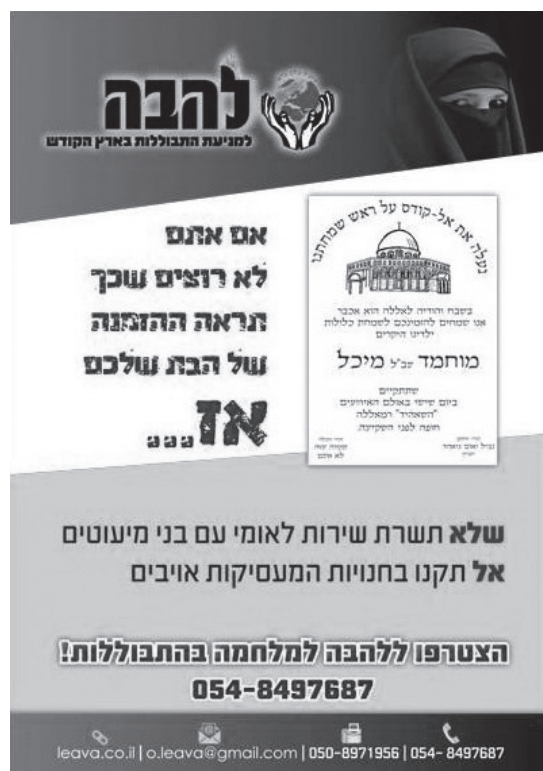 להבה
למניעת התבוללות בארץ הקודש
אם אתם
לא רוצים שכך
תראה ההזמנה
של הבת שלכם
אז...
נעלה את אל-קודס על ראש שמחתנו
בשבח והודיה לאללה הוא אכבר
אנו שמחים להזמינכם לשמחת כלולות
ילדינו היקרים
מוחמד עב"ל מיכל
שתתקיים
ביום שישי באולם האירועים
"השאהיד" רמאללה
חופה לפני השקיעה.
שלא תשרת שירות לאומי עם בני מיעוטים
אל תקנו בחנויות המעסיקות אויבים
הצטרפו ללהבה למלחמה בהתבוללות!
054-8497687
leava.co.il | o.leava@gmail.com | 050-8971956 | 054- 8497687